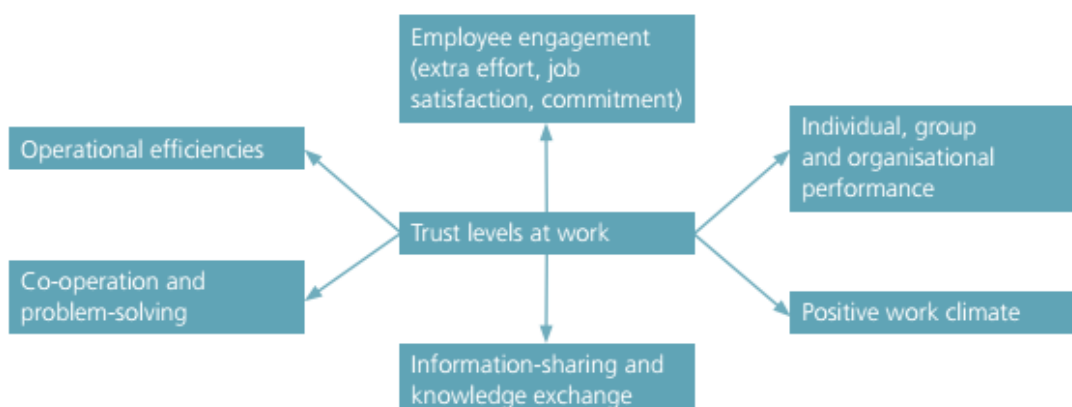 Employee engagement
(extra effort, job
satisfaction, commitment)
Operational efficiencies
Individual, group
and organisational
performance
Trust levels at work
Co-operation and
problem-solving
Positive work climate
Information-sharing and
knowledge exchange